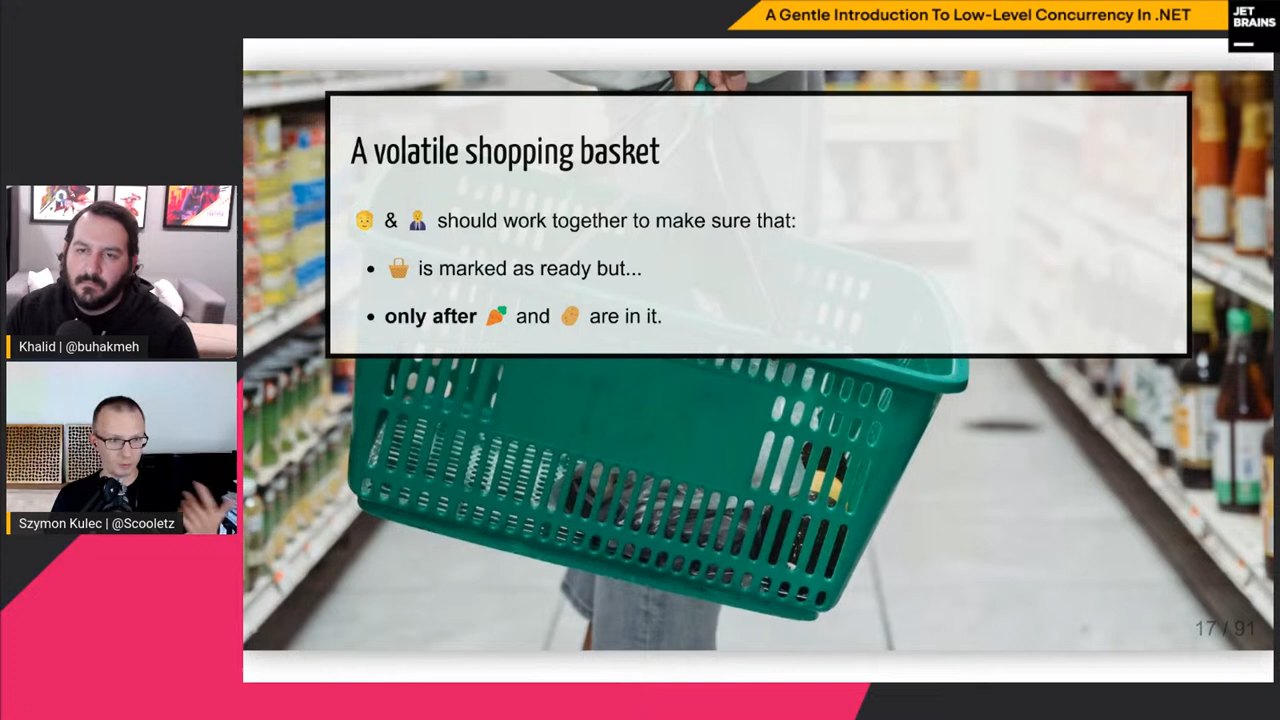 A Gentle Introduction To Low-Level Concurrency In .NET
JET
BRAINS
A volatile shopping basket
& should work together to make sure that:
is marked as ready but...
only after and are in it.
Khalid | @buhakmeh
Szymon Kulec | @Scooletz
17 / 91